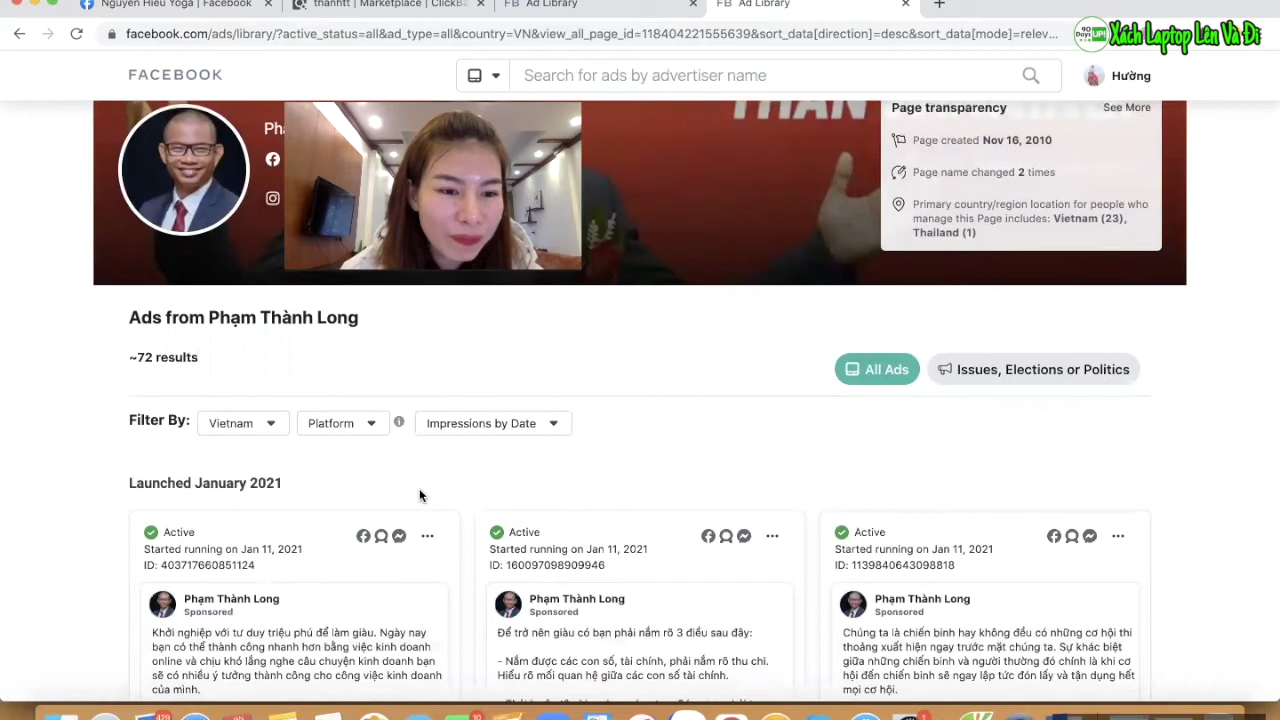 Nguyen Hieu Yoga | Facebook
thanhtt | Marketplace | ClickBa
Ad Library
Ad Library
facebook.com/ads/library/?active_status=all&ad_type=all&country=VN&view_all_page_id=118404221555639&sort_data[direction]=desc&sort_data[mode]=relev...
90 Days UP!
Xách Laptop Lên Và Đi
FACEBOOK
Search for ads by advertiser name
Hường
Page transparency
See More
Page created Nov 16, 2010
Page name changed 2 times
Primary country/region location for people who
manage this Page includes: Vietnam (23),
Thailand (1)
Ads from Phạm Thành Long
~72 results
All Ads
Issues, Elections or Politics
Filter By:
Vietnam
Platform
Impressions by Date
Launched January 2021
Active
Started running on Jan 11, 2021
ID: 403717660851124
Phạm Thành Long
Sponsored
Khởi nghiệp với tư duy triệu phú để làm giàu. Ngày nay
bạn có thể thành công nhanh hơn bằng việc kinh doanh
online và chịu khó lắng nghe câu chuyện kinh doanh bạn
sẽ có nhiều ý tưởng thành công cho công việc kinh doanh
của mình.
Active
Started running on Jan 11, 2021
ID: 160097098909946
Phạm Thành Long
Sponsored
Để trở nên giàu có bạn phải nắm rõ 3 điều sau đây:
- Nắm được các con số, tài chính, phải nắm rõ thu chi.
Hiểu rõ mối quan hệ giữa các con số tài chính.
Active
Started running on Jan 11, 2021
ID: 1139840643098818
Phạm Thành Long
Sponsored
Chúng ta là chiến binh hay không đều có những cơ hội thi
thoảng xuất hiện ngay trước mặt chúng ta. Sự khác biệt
giữa những chiến binh và người thường đó chính là khi cơ
hội đến chiến binh sẽ ngay lập tức đón lấy và tận dụng hết
mọi cơ hội.